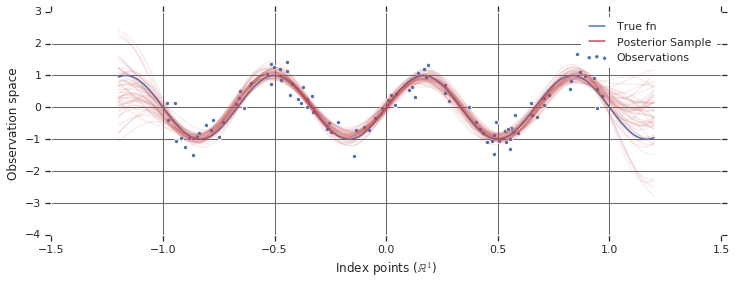 3
2
1
0
−1
−2
−3
−4
Observation space
True fn
Posterior Sample
Observations
−1.5 −1.0 −0.5 0.0 0.5 1.0 1.5
Index points (ℝ¹)